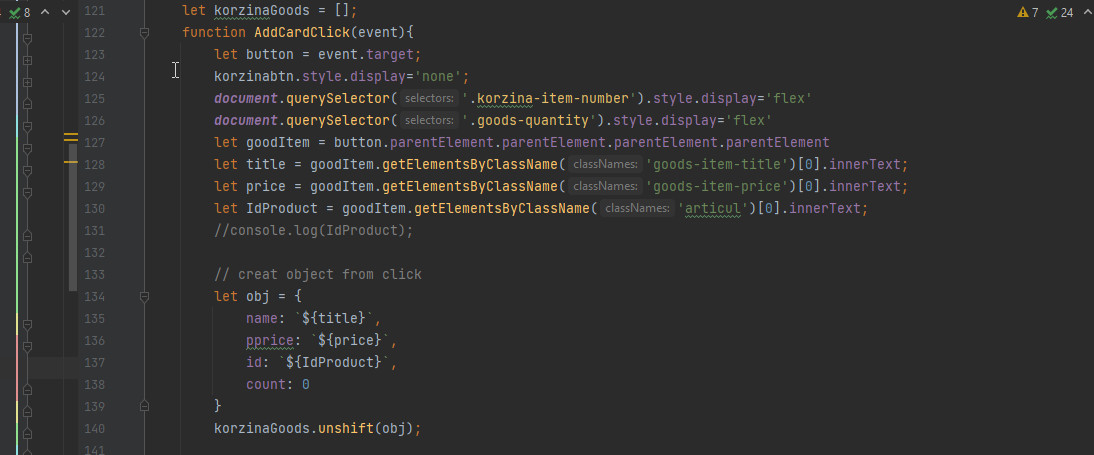 8
7
24
121 let korzinaGoods = [];
122 function AddCardClick(event){
123 let button = event.target;
124 korzinabtn.style.display='none';
125 document.querySelector( selectors: '.korzina-item-number').style.display='flex'
126 document.querySelector( selectors: '.goods-quantity').style.display='flex'
127 let goodItem = button.parentElement.parentElement.parentElement.parentElement
128 let title = goodItem.getElementsByClassName( classNames: 'goods-item-title')[0].innerText;
129 let price = goodItem.getElementsByClassName( classNames: 'goods-item-price')[0].innerText;
130 let IdProduct = goodItem.getElementsByClassName( classNames: 'articul')[0].innerText;
131 //console.log(IdProduct);
132
133 // creat object from click
134 let obj = {
135 name: `${title}`,
136 pprice: `${price}`,
137 id: `${IdProduct}`,
138 count: 0
139 }
140 korzinaGoods.unshift(obj);
141